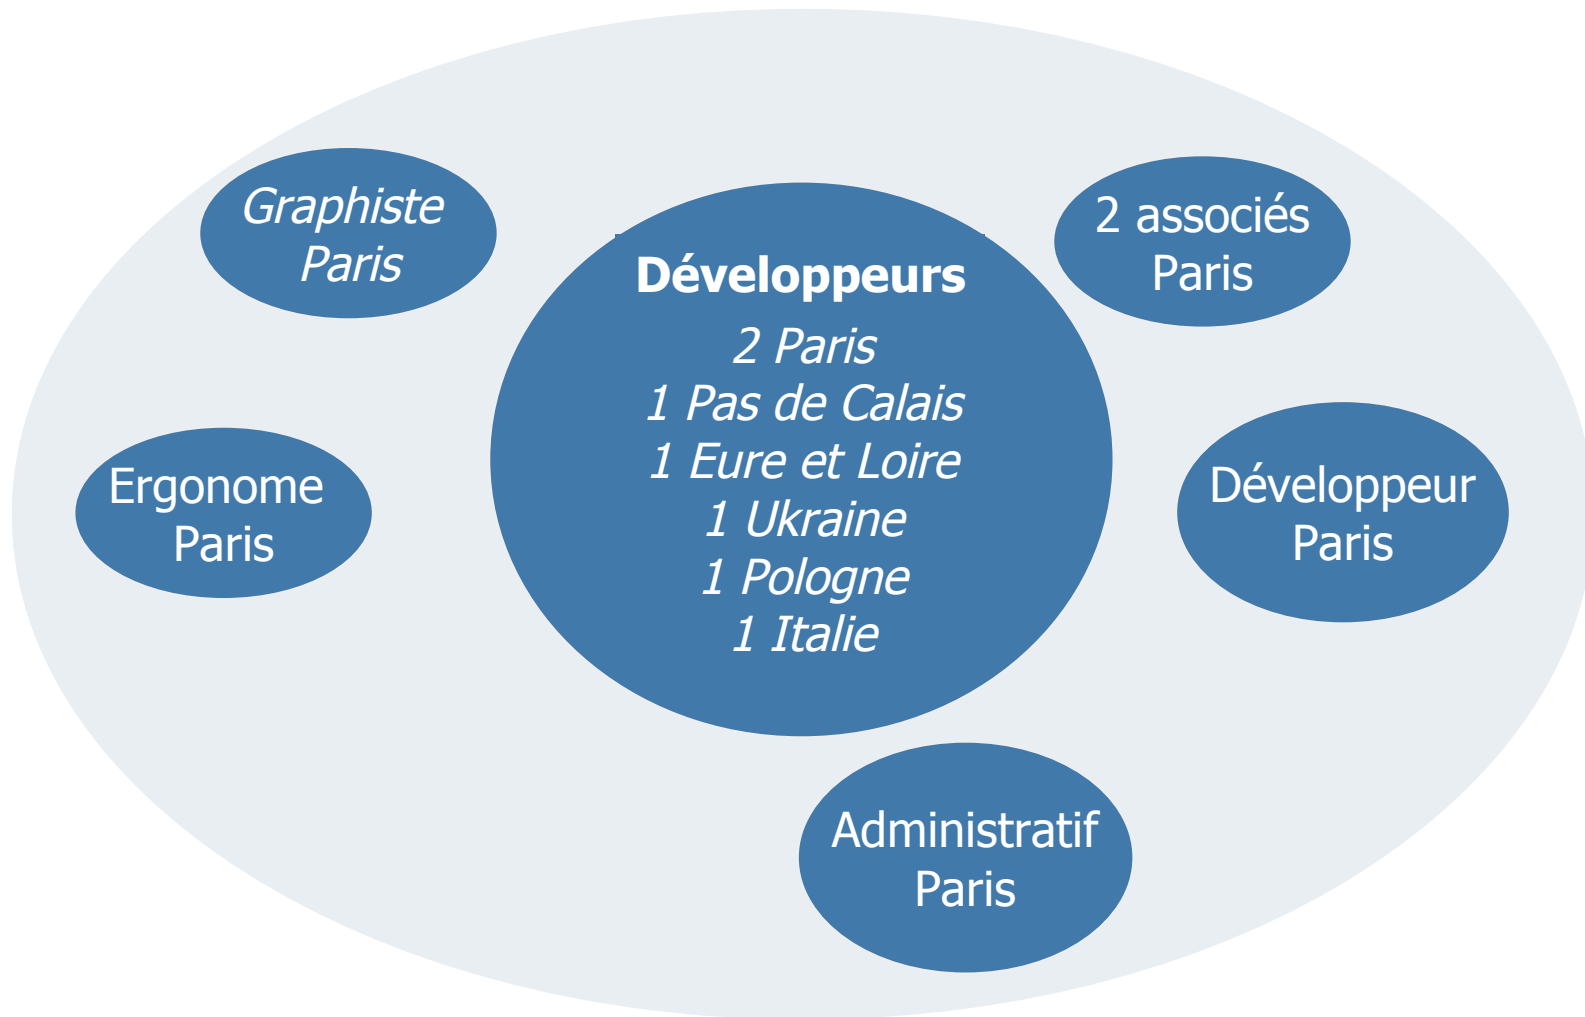 Graphiste
Paris
2 associés
Paris
Développeurs
2 Paris
1 Pas de Calais
1 Eure et Loire
1 Ukraine
1 Pologne
1 Italie
Ergonome
Paris
Développeur
Paris
Administratif
Paris